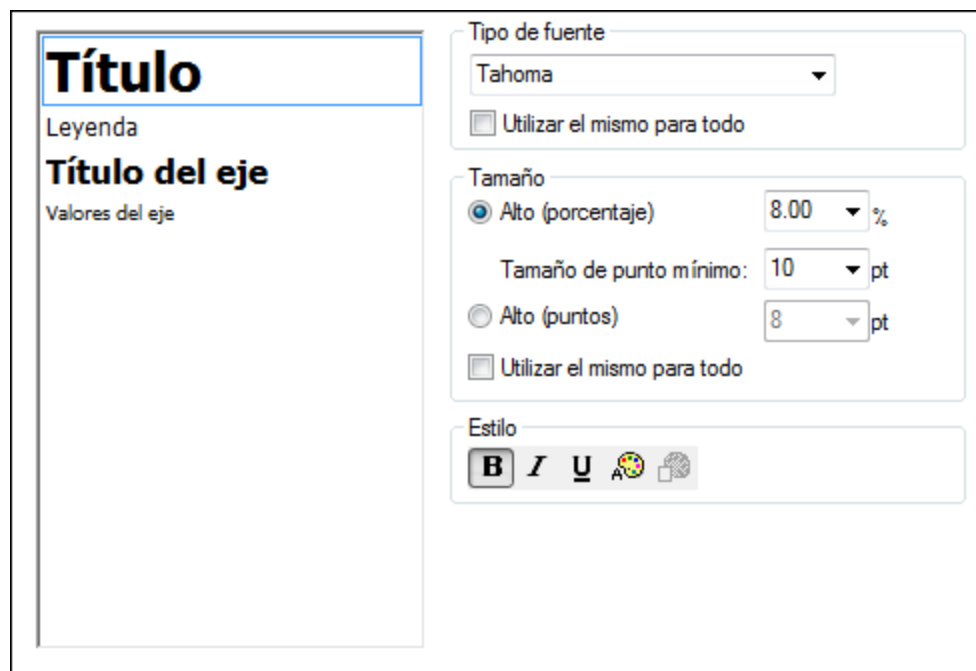 Título
Leyenda
Título del eje
Valores del eje
Tipo de fuente
Tahoma
Utilizar el mismo para todo
Tamaño
Alto (porcentaje) 8.00 %
Tamaño de punto mínimo: 10 pt
Alto (puntos) 8 pt
Utilizar el mismo para todo
Estilo
B I U A